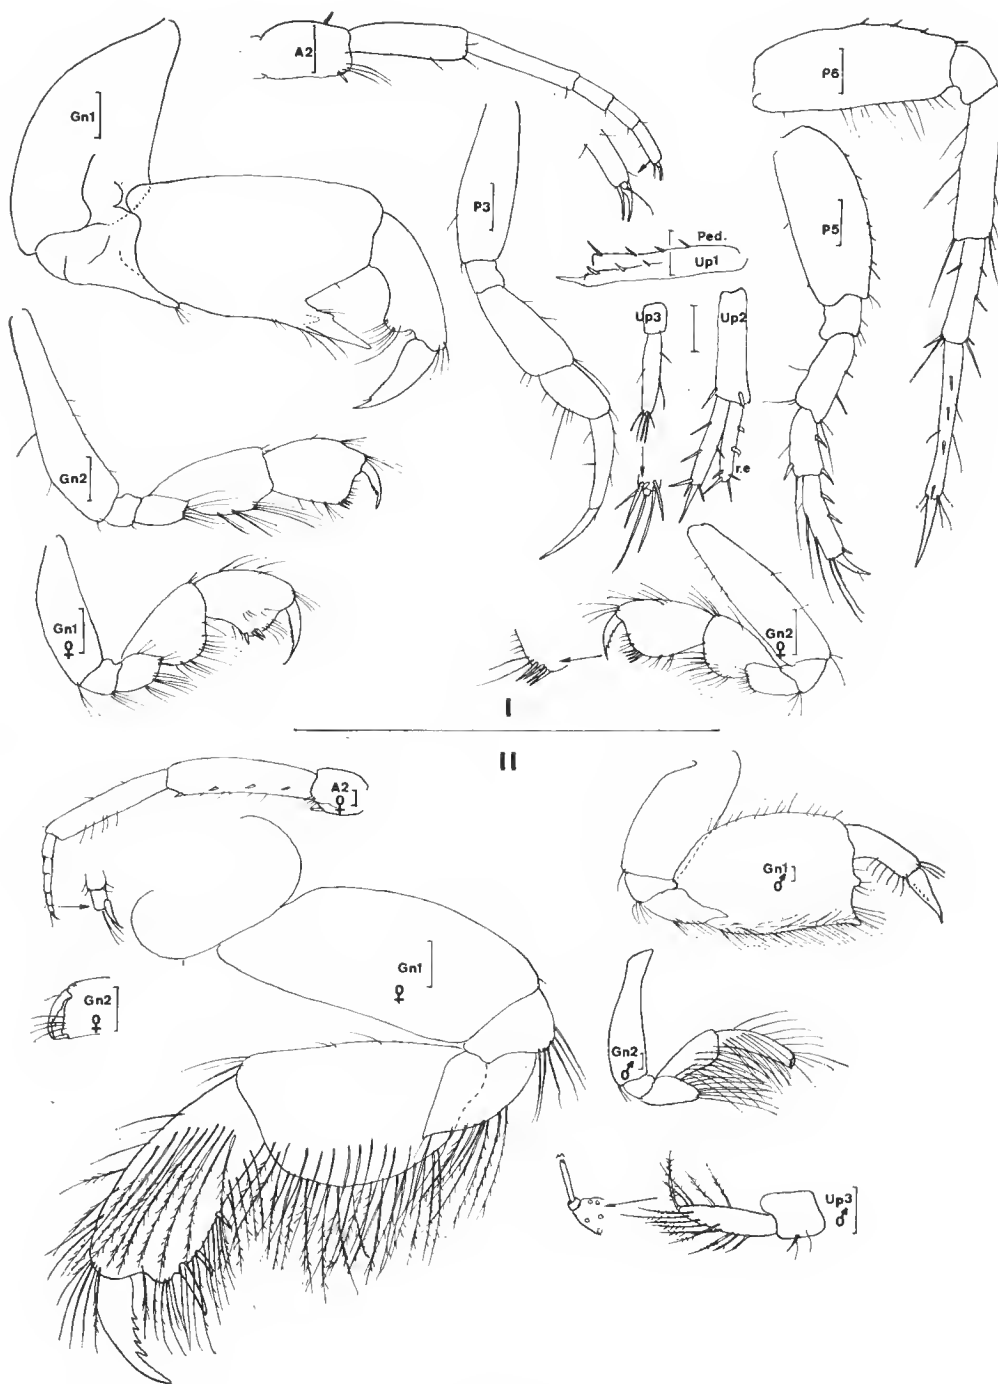 A2
Gn1
P6
P3
P5
Ped.
Up1
Up3
Up2
r.e
Gn2
Gn1
♀
Gn2
♀
I
II
A2
♀
Gn1
♂
Gn1
♀
Gn2
♀
Gn2
♂
Up3
♂